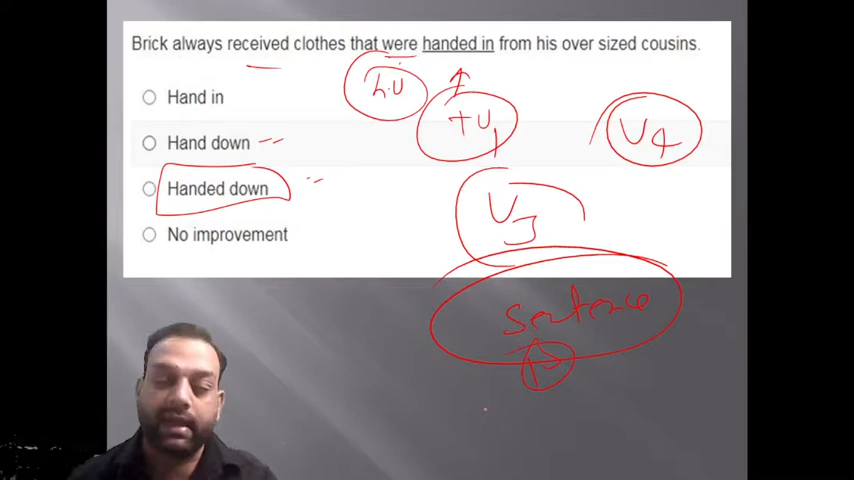 Brick always received clothes that were handed in from his over sized cousins.
Hand in
h.v
+v1
v4
Hand down
Handed down
v3
No improvement
sentence